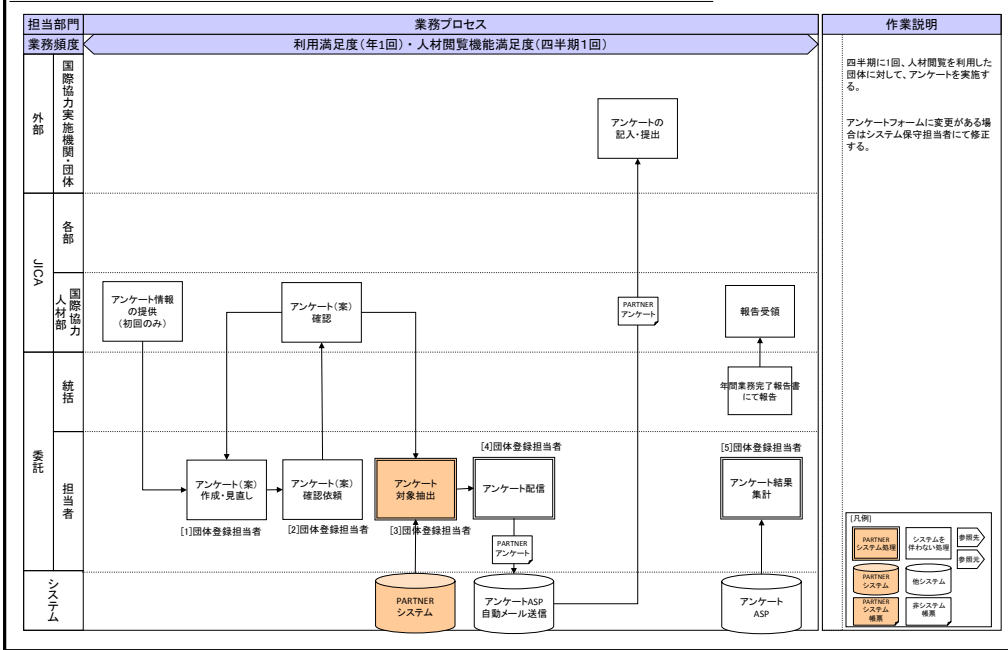 担当部門
業務プロセス
作業説明
業務頻度
利用満足度(年1回)・人材閲覧機能満足度(四半期1回)
外部
国際協力実施機関・団体
アンケートの
記入・提出
四半期に1回、人材閲覧を利用した
団体に対して、アンケートを実施す
る。
アンケートフォームに変更がある場
合はシステム保守担当者にて修正
する。
JICA
各部
国際協力
人材部
アンケート情報
の提供
(初回のみ)
アンケート(案)
確認
PARTNER
アンケート
報告受領
委託
統括
年間業務完了報告書
にて報告
担当者
アンケート(案)
作成・見直し
[1]団体登録担当者
アンケート(案)
確認依頼
[2]団体登録担当者
アンケート
対象抽出
[3]団体登録担当者
[4]団体登録担当者
アンケート配信
PARTNER
アンケート
[5]団体登録担当者
アンケート結果
集計
システム
PARTNER
システム
アンケートASP
自動メール送信
アンケート
ASP
[凡例]
PARTNER
システム処理
システムを
伴わない処理
参照先
参照元
PARTNER
システム
他システム
PARTNER
システム
帳票
非システム
帳票